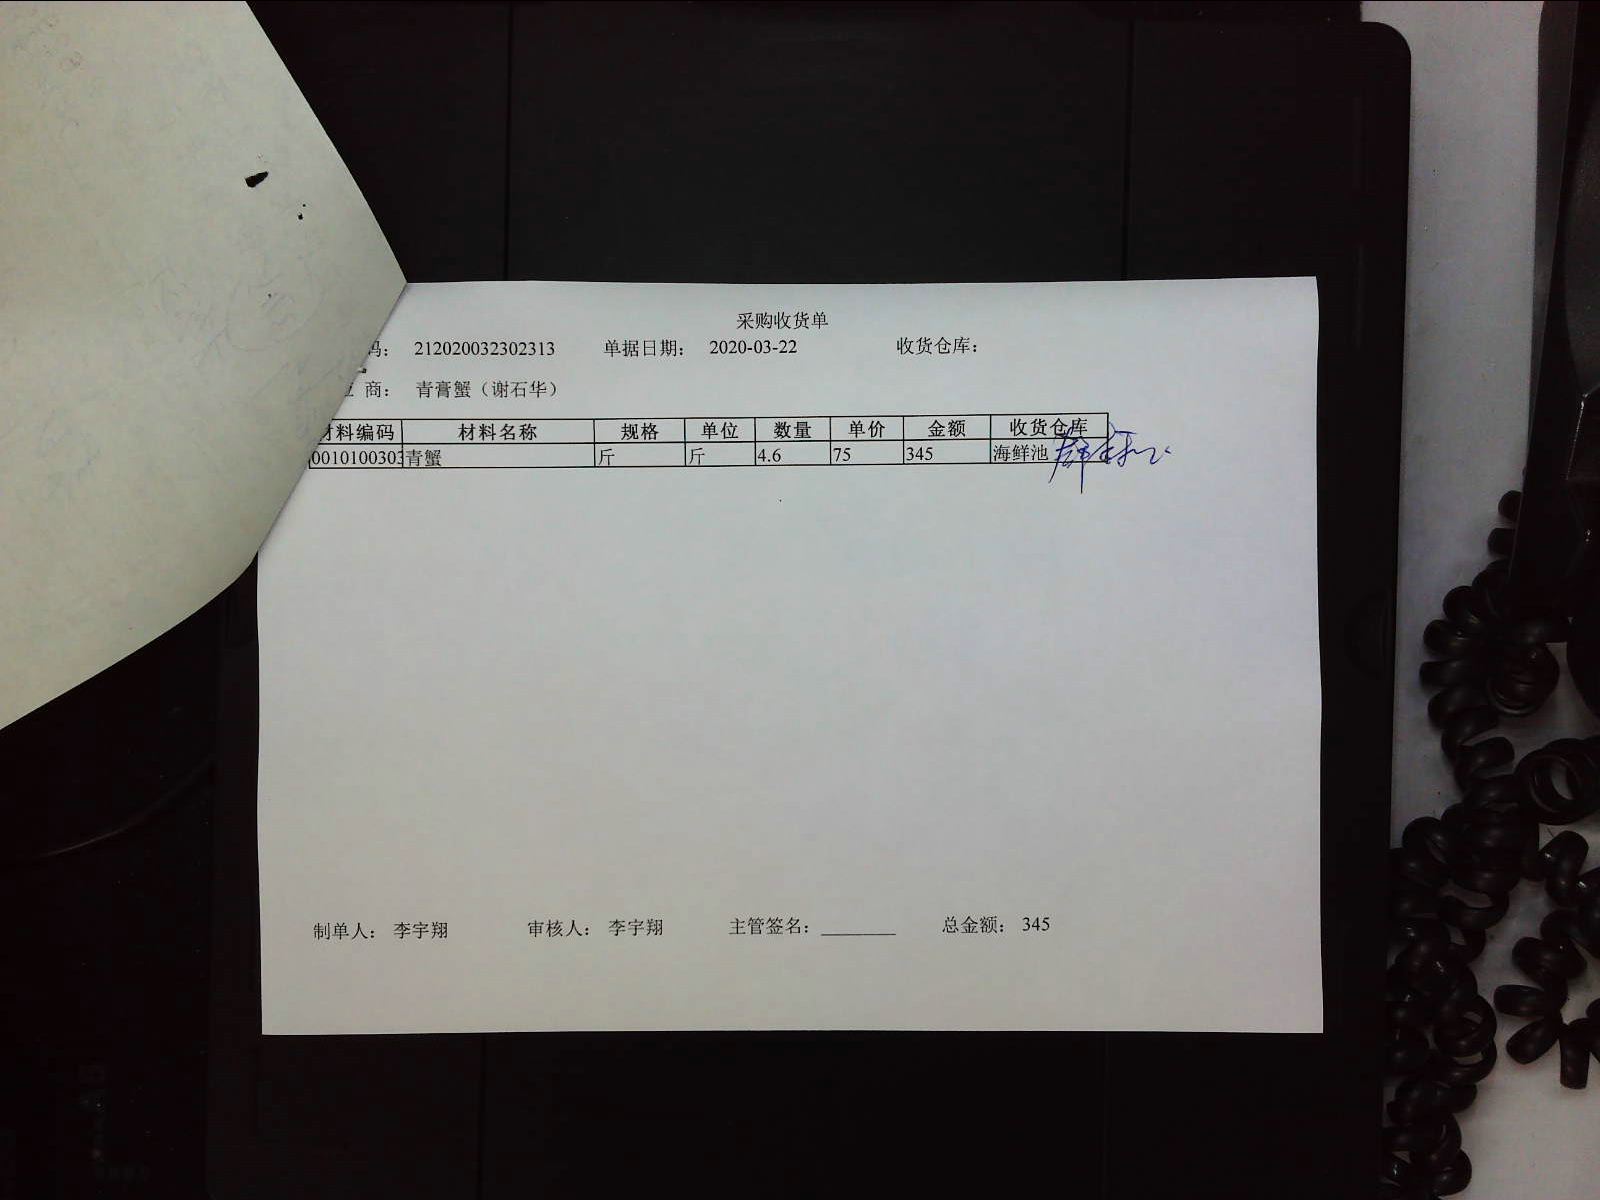 采购收货单
码： 212020032302313 单据日期： 2020-03-22 收货仓库：
商： 青膏蟹（谢石华）
材料编码 材料名称 规格 单位 数量 单价 金额 收货仓库
0010100303 青蟹 斤 斤 4.6 75 345 海鲜池
制单人： 李宇翔 审核人： 李宇翔 主管签名：________ 总金额： 345